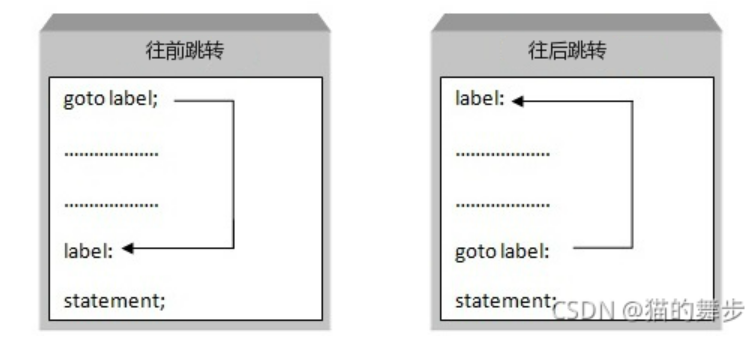 往前跳转
goto label;
...................
...................
label:
statement;
往后跳转
label:
...................
...................
goto label:
statement;
CSDN @猫的舞步